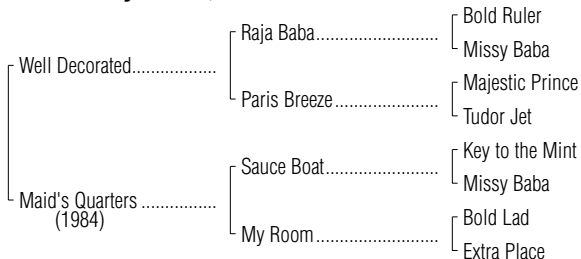 Bold Ruler
Raja Baba
Missy Baba
Well Decorated
Majestic Prince
Paris Breeze
Tudor Jet
Key to the Mint
Sauce Boat
Missy Baba
Maid's Quarters
(1984)
Bold Lad
My Room
Extra Place